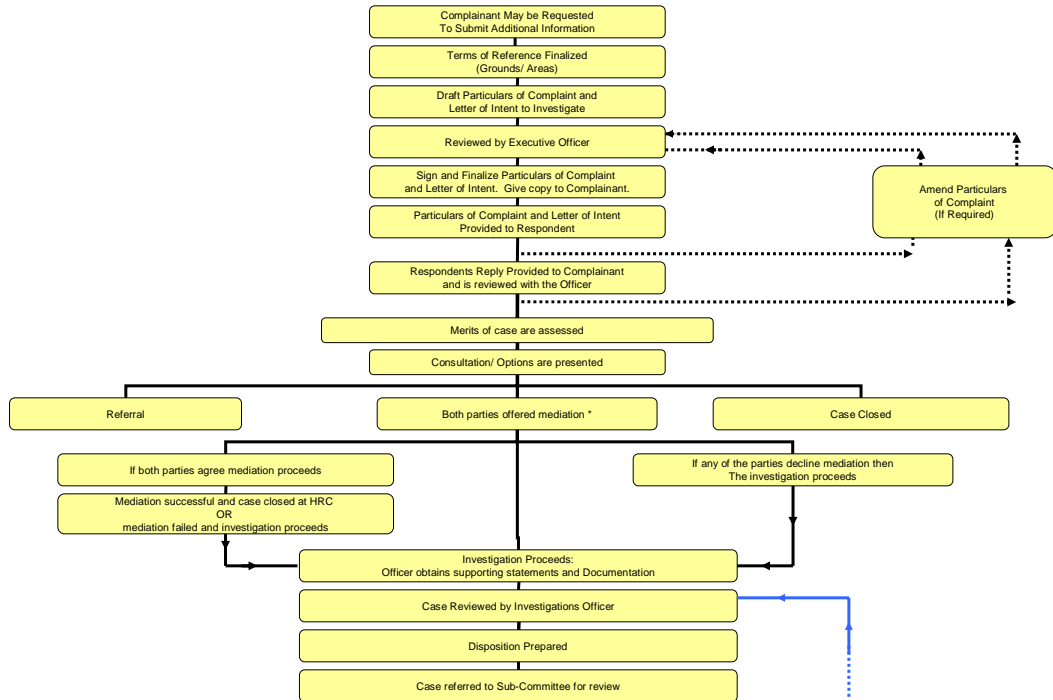 Complainant May be Requested
To Submit Additional Information
Terms of Reference Finalized
(Grounds/ Areas)
Draft Particulars of Complaint and
Letter of Intent to Investigate
Reviewed by Executive Officer
Sign and Finalize Particulars of Complaint
and Letter of Intent. Give copy to Complainant.
Amend Particulars
of Complaint
(If Required)
Particulars of Complaint and Letter of Intent
Provided to Respondent
Respondents Reply Provided to Complainant
and is reviewed with the Officer
Merits of case are assessed
Consultation/ Options are presented
Referral
Both parties offered mediation *
Case Closed
If both parties agree mediation proceeds
If any of the parties decline mediation then
The investigation proceeds
Mediation successful and case closed at HRC
OR
mediation failed and investigation proceeds
Investigation Proceeds:
Officer obtains supporting statements and Documentation
Case Reviewed by Investigations Officer
Disposition Prepared
Case referred to Sub-Committee for review